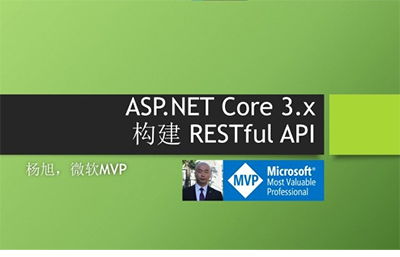 ASP.NET Core 3.x
构建 RESTful API
杨旭，微软MVP
MVP
Microsoft®
Most Valuable
Professional